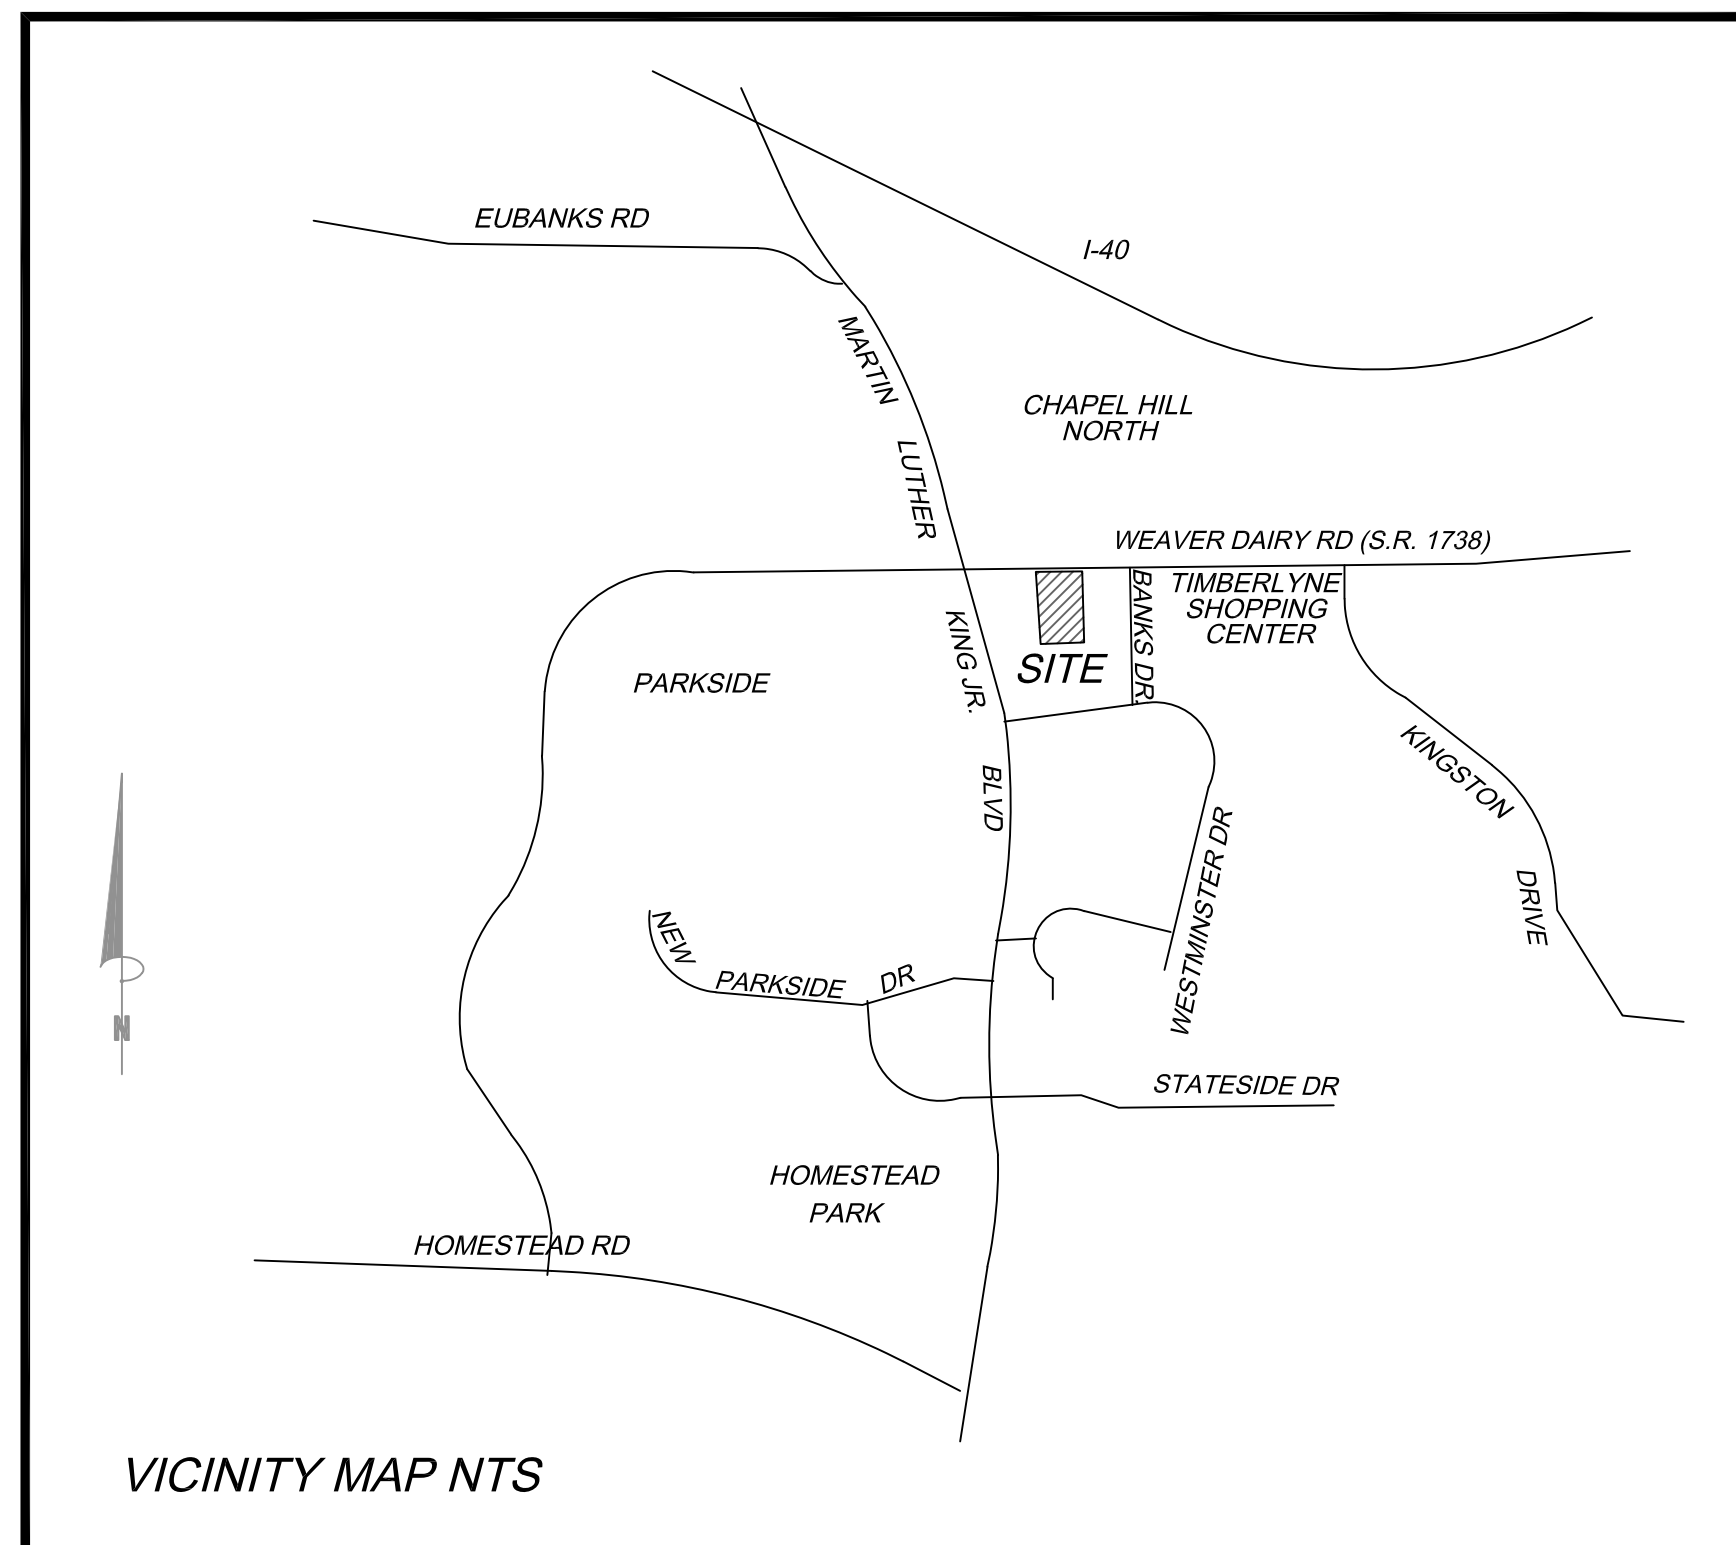 EUBANKS RD
I-40
MARTIN
LUTHER
KING JR.
BLVD
CHAPEL HILL
NORTH
WEAVER DAIRY RD (S.R. 1738)
BANKS DR.
TIMBERLYNE
SHOPPING
CENTER
SITE
PARKSIDE
KINGSTON
DRIVE
WESTMINSTER DR
NEW
PARKSIDE
DR
N
STATESIDE DR
HOMESTEAD
PARK
HOMESTEAD RD
VICINITY MAP NTS